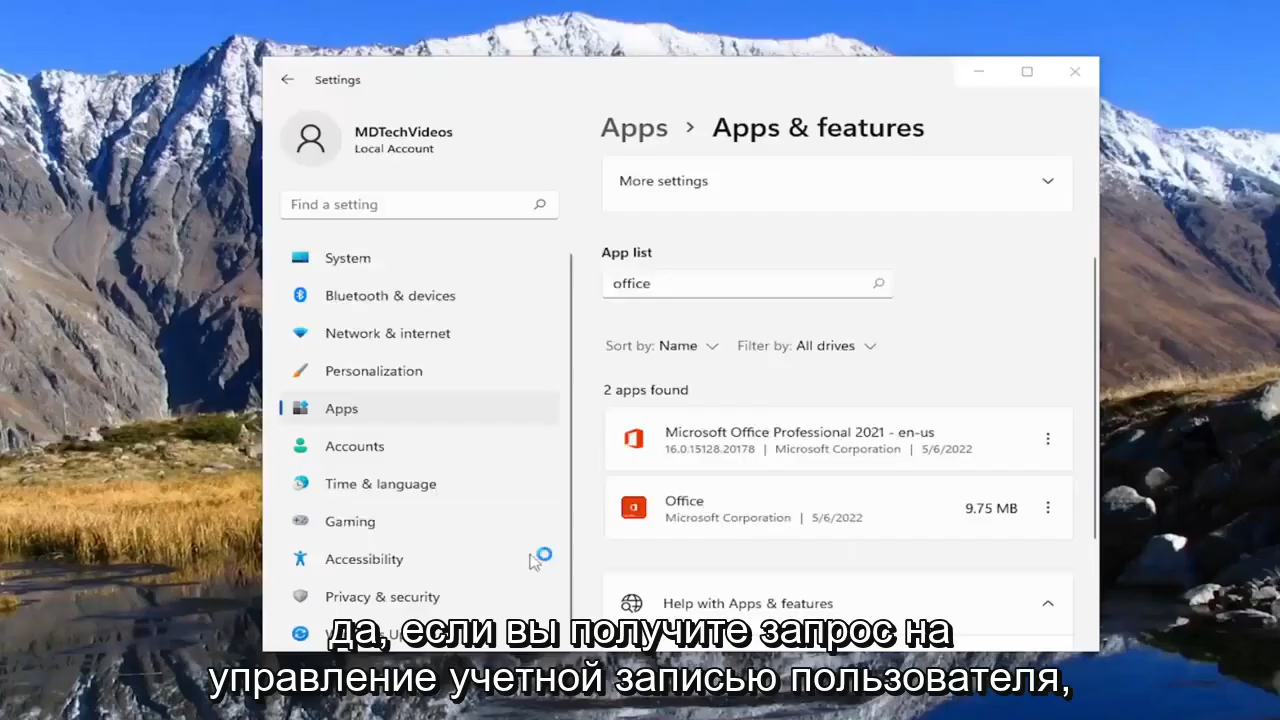 Settings
MDTechVideos
Local Account
Find a setting
System
Bluetooth & devices
Network & internet
Personalization
Apps
Accounts
Time & language
Gaming
Accessibility
Privacy & security
Apps > Apps & features
More settings
App list
office
Sort by: Name Filter by: All drives
2 apps found
Microsoft Office Professional 2021 - en-us
16.0.15128.20178 | Microsoft Corporation | 5/6/2022
Office
Microsoft Corporation | 5/6/2022
9.75 MB
Help with Apps & features
да, если вы получите запрос на
управление учетной записью пользователя,